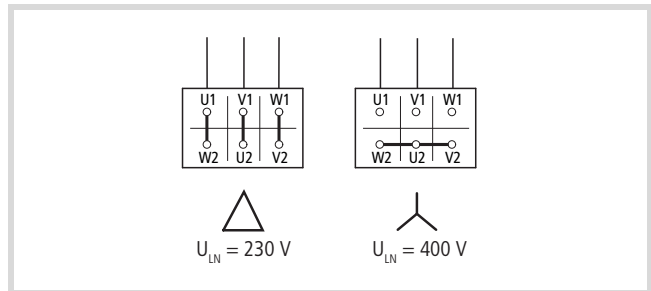 U1 V1 W1 U1 V1 W1
W2 U2 V2 W2 U2 V2
U_LN = 230 V U_LN = 400 V